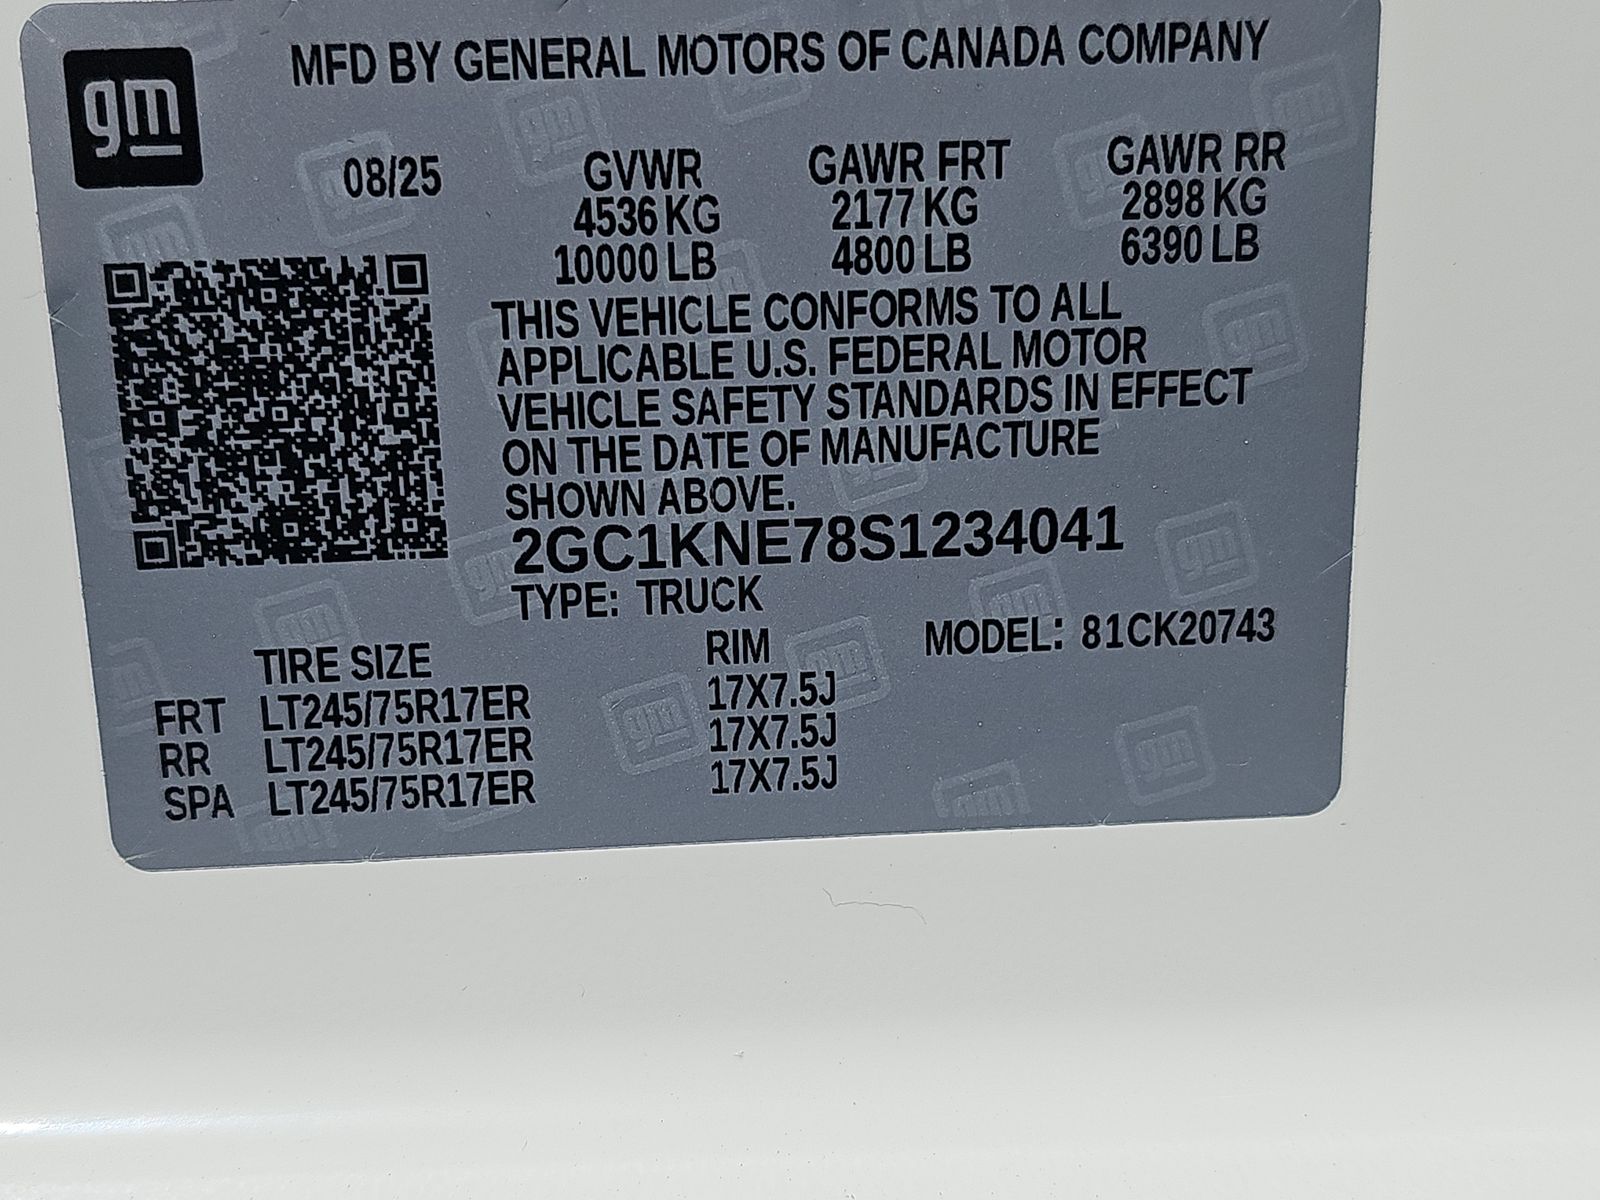 gm
MFD BY GENERAL MOTORS OF CANADA COMPANY
08/25 GVWR GAWR FRT GAWR RR
4536 KG 2177 KG 2898 KG
10000 LB 4800 LB 6390 LB
THIS VEHICLE CONFORMS TO ALL
APPLICABLE U.S. FEDERAL MOTOR
VEHICLE SAFETY STANDARDS IN EFFECT
ON THE DATE OF MANUFACTURE
SHOWN ABOVE.
2GC1KNE78S1234041
TYPE: TRUCK
MODEL: 81CK20743
TIRE SIZE RIM
FRT LT245/75R17ER 17X7.5J
RR LT245/75R17ER 17X7.5J
SPA LT245/75R17ER 17X7.5J